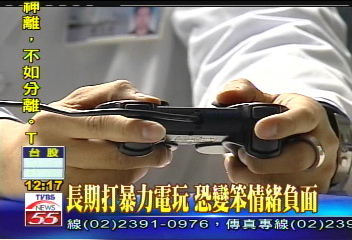 神離，不如分離。T
台股
12:17
TVBS
NEWS
55
長期打暴力電玩 恐變笨情緒負面
線(02)2391-0976，傳真專線(02)239